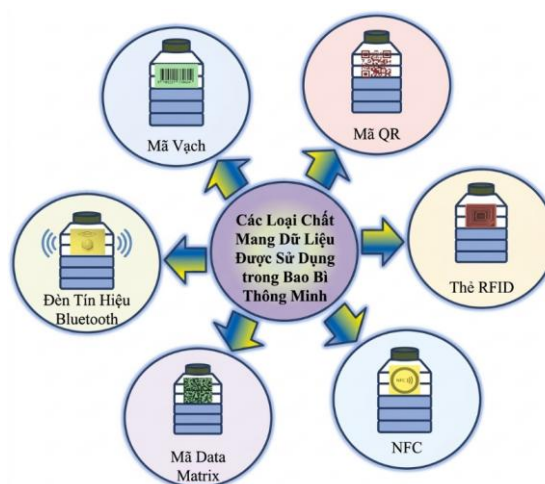 Mã Vạch
Mã QR
Các Loại Chất
Mang Dữ Liệu
Được Sử Dụng
trong Bao Bì
Thông Minh
Đèn Tín Hiệu
Bluetooth
Thẻ RFID
Mã Data
Matrix
NFC
NFC